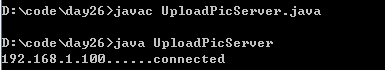 D:\code\day26>javac UploadPicServer.java
D:\code\day26>java UploadPicServer
192.168.1.100......connected